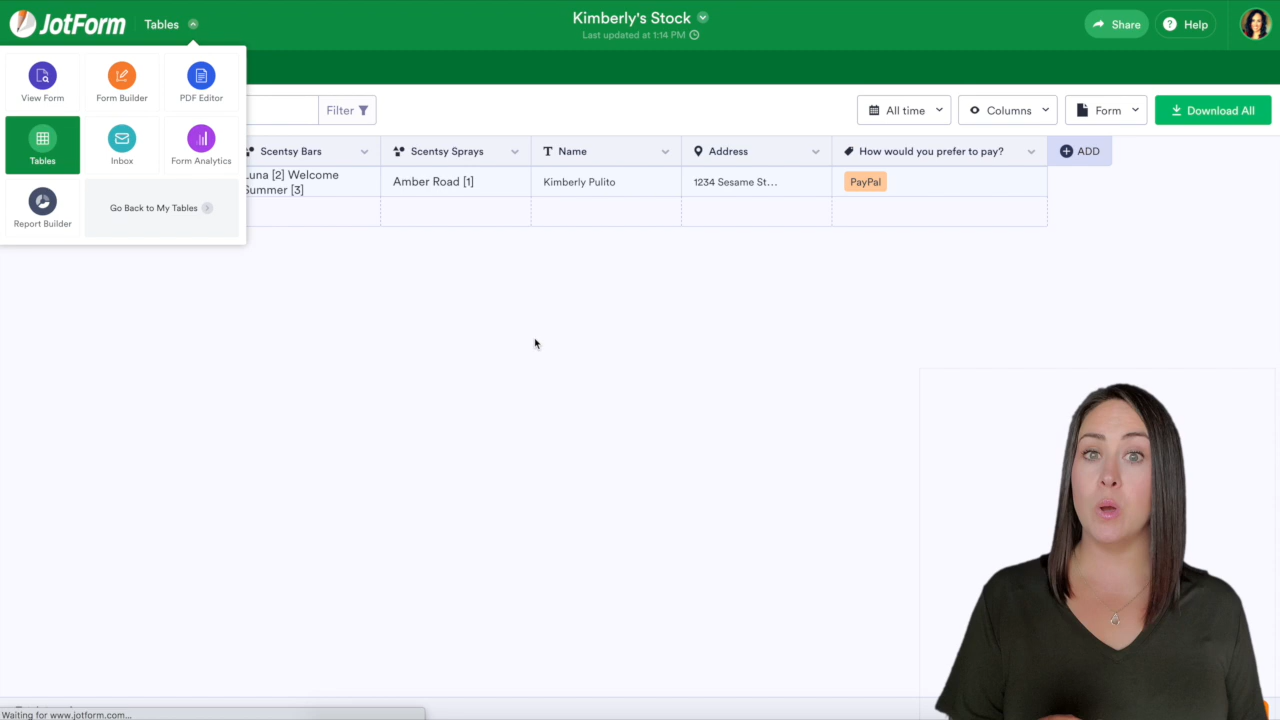 JotForm
Tables
Kimberly's Stock
Last updated at 1:14 PM
Share
Help
View Form
Form Builder
PDF Editor
Tables
Inbox
Form Analytics
Report Builder
Go Back to My Tables
Filter
All time
Columns
Form
Download All
Scentsy Bars
Scentsy Sprays
Name
Address
How would you prefer to pay?
ADD
Luna [2] Welcome
Summer [3]
Amber Road [1]
Kimberly Pulito
1234 Sesame St...
PayPal
Waiting for www.jotform.com...